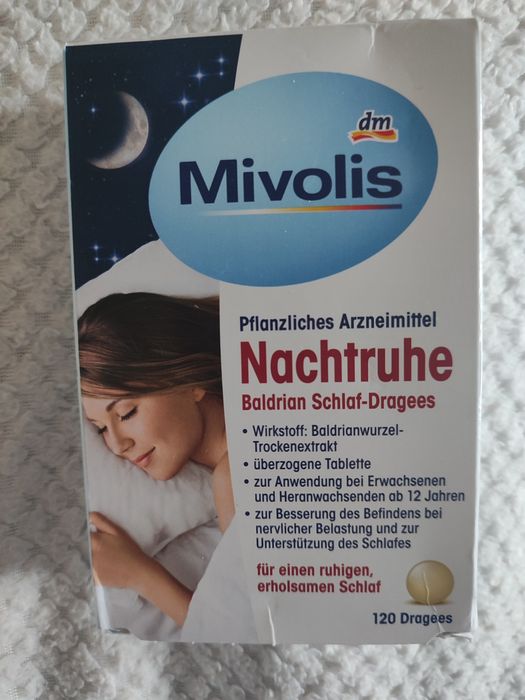 dm
Mivolis
Pflanzliches Arzneimittel
Nachtruhe
Baldrian Schlaf-Dragees
• Wirkstoff: Baldrianwurzel-
Trockenextrakt
• überzogene Tablette
• zur Anwendung bei Erwachsenen
und Heranwachsenden ab 12 Jahren
• zur Besserung des Befindens bei
nervlicher Belastung und zur
Unterstützung des Schlafes
für einen ruhigen,
erholsamen Schlaf
120 Dragees